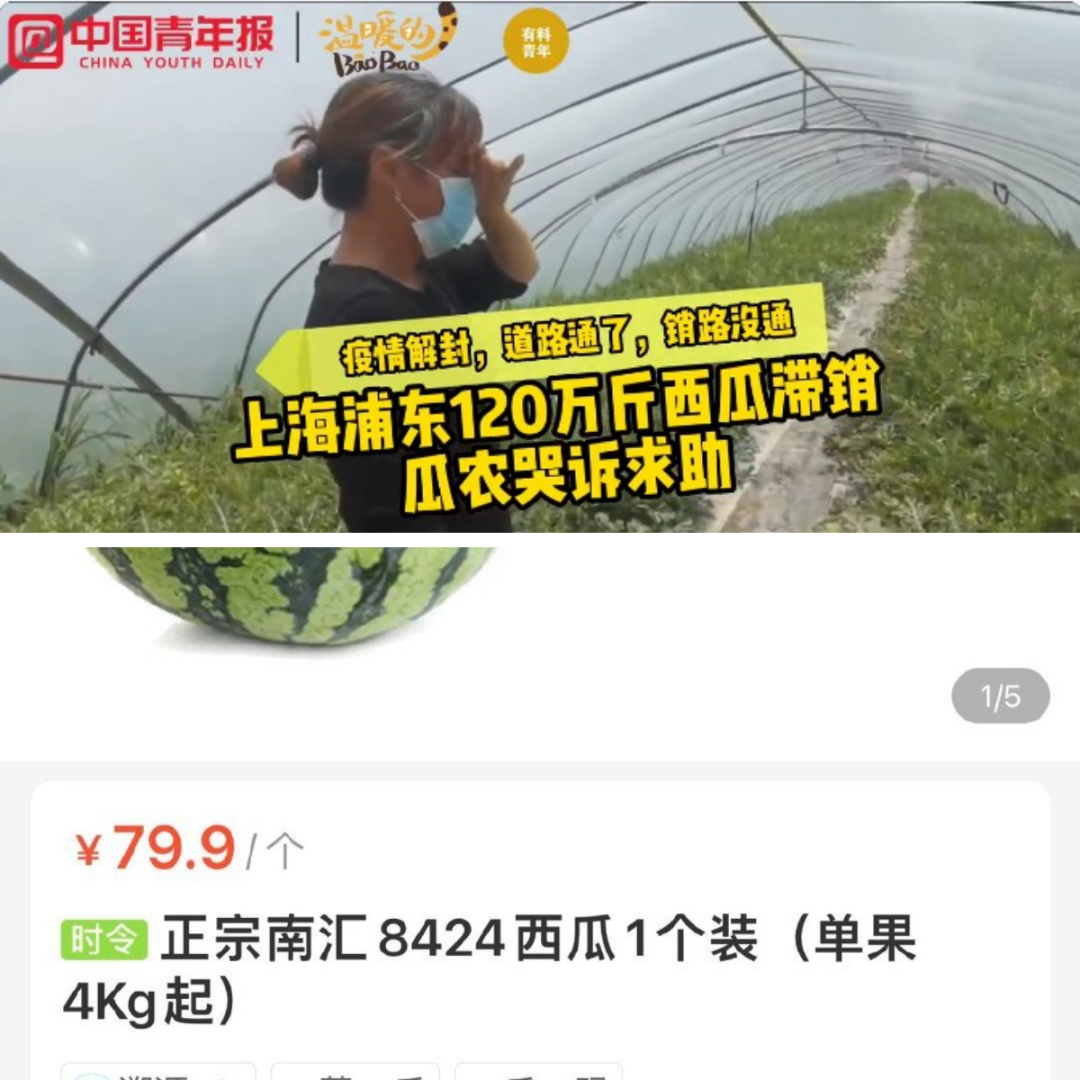 中国青年报
CHINA YOUTH DAILY
温暖的
BaoBao
有料
青年
疫情解封，道路通了，销路没通
上海浦东120万斤西瓜滞销
瓜农哭诉求助
1/5
¥79.9/个
时令 正宗南汇8424西瓜1个装（单果
4Kg起）